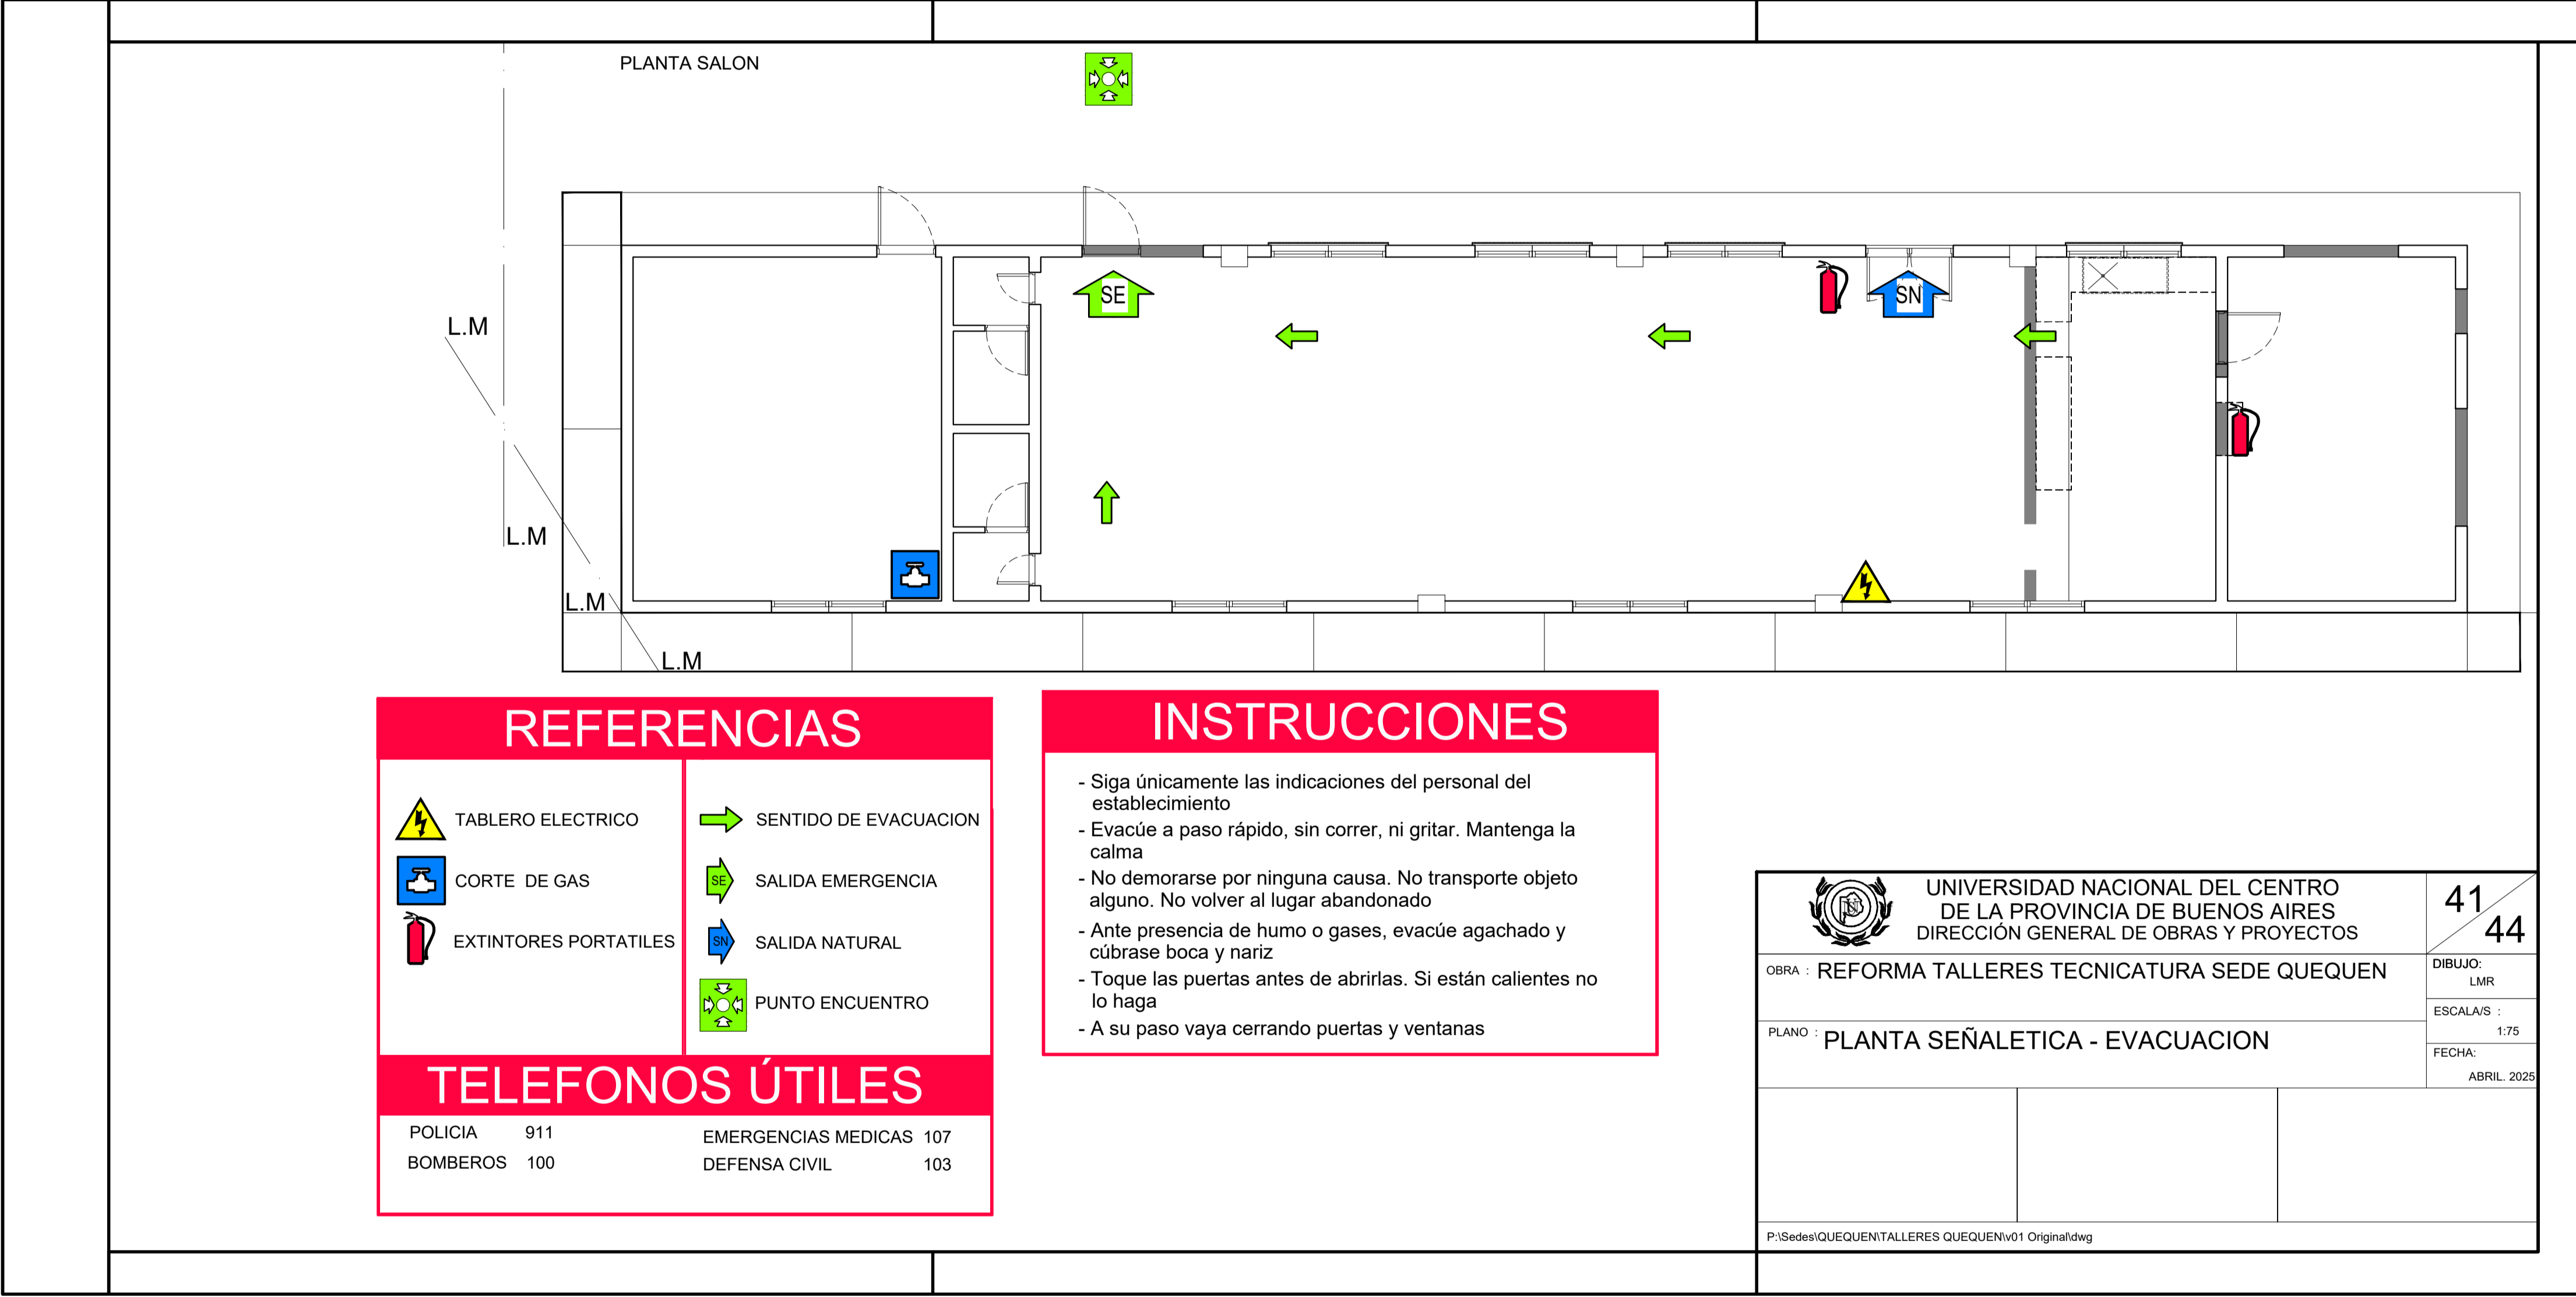 PLANTA SALON
SE
SN
L.M
L.M
L.M
L.M
REFERENCIAS
TABLERO ELECTRICO
CORTE DE GAS
EXTINTORES PORTATILES
SENTIDO DE EVACUACION
SE
SALIDA EMERGENCIA
SN
SALIDA NATURAL
PUNTO ENCUENTRO
TELEFONOS ÚTILES
POLICIA 911
BOMBEROS 100
EMERGENCIAS MEDICAS 107
DEFENSA CIVIL 103
INSTRUCCIONES
- Siga únicamente las indicaciones del personal del
establecimiento
- Evacúe a paso rápido, sin correr, ni gritar. Mantenga la
calma
- No demorarse por ninguna causa. No transporte objeto
alguno. No volver al lugar abandonado
- Ante presencia de humo o gases, evacúe agachado y
cúbrase boca y nariz
- Toque las puertas antes de abrirlas. Si están calientes no
lo haga
- A su paso vaya cerrando puertas y ventanas
UNIVERSIDAD NACIONAL DEL CENTRO
DE LA PROVINCIA DE BUENOS AIRES
DIRECCIÓN GENERAL DE OBRAS Y PROYECTOS
41
44
OBRA : REFORMA TALLERES TECNICATURA SEDE QUEQUEN
DIBUJO:
LMR
ESCALA/S :
1:75
PLANO : PLANTA SEÑALETICA - EVACUACION
FECHA:
ABRIL. 2025
P:\Sedes\QUEQUEN\TALLERES QUEQUEN\v01 Original\dwg